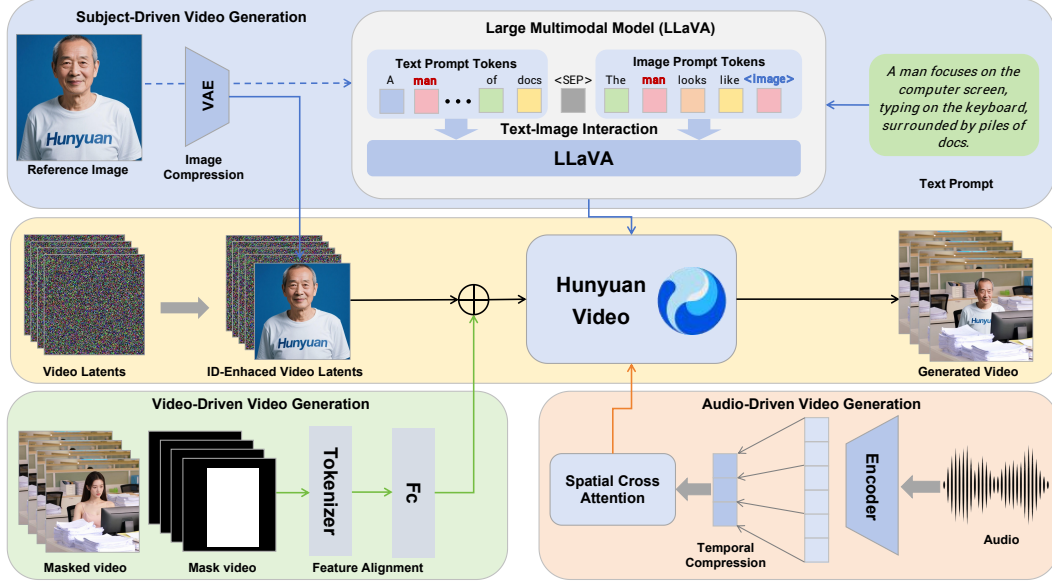 Subject-Driven Video Generation
Hunyuan
Reference Image
VAE
Image
Compression
Large Multimodal Model (LLaVA)
Text Prompt Tokens
A man ••• of docs
<SEP>
Image Prompt Tokens
The man looks like <image>
Text-Image Interaction
LLaVA
A man focuses on the
computer screen,
typing on the keyboard,
surrounded by piles of
docs.
Text Prompt
Video Latents
Hunyuan
ID-Enhaced Video Latents
Hunyuan
Video
Hunyuan
Generated Video
Video-Driven Video Generation
Masked video
Mask video
Tokenizer
Fc
Feature Alignment
Audio-Driven Video Generation
Spatial Cross
Attention
Temporal
Compression
Encoder
Audio